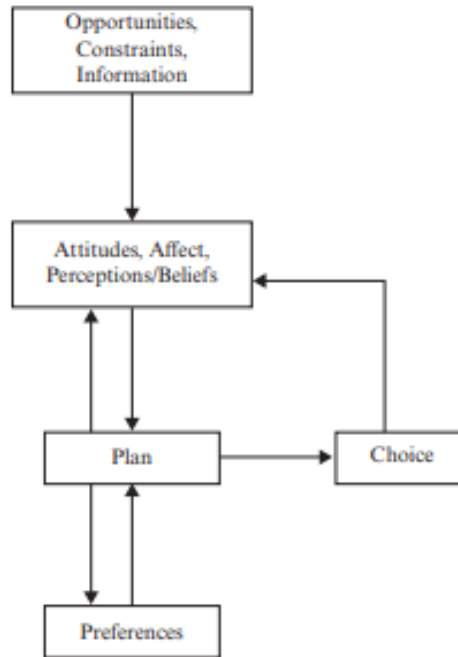 Opportunities,
Constraints,
Information
Attitudes, Affect,
Perceptions/Beliefs
Plan
Choice
Preferences